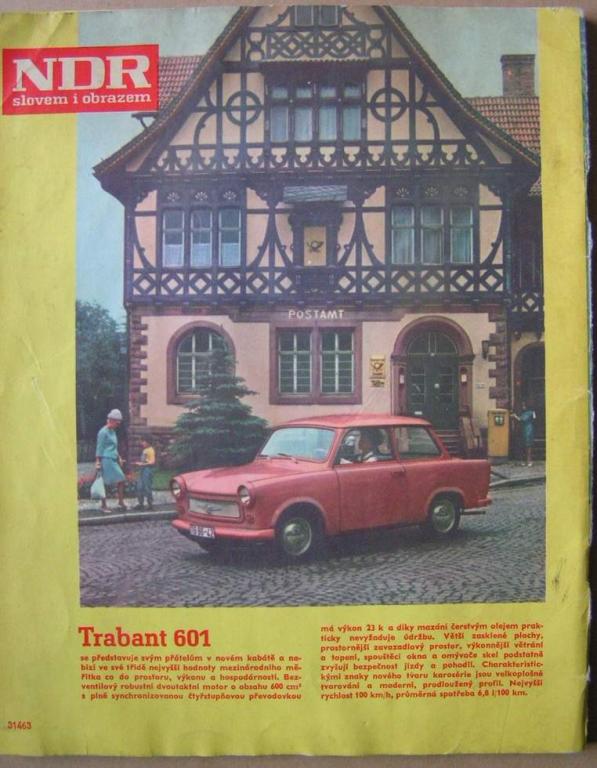 NDR
slovem i obrazem
POSTAMT
Trabant 601
se představuje svým přátelům v novém kabátě a na-
bízí ve své třídě nejvyšší hodnoty mezinárodního mě-
řítka co do prostoru, výkonu a hospodárnosti. Bez-
ventilový robustní dvoutaktní motor o obsahu 600 cm³
s plně synchronizovanou čtyřstupňovou převodovkou
má výkon 23 k a díky mazání čerstvým olejem prak-
ticky nevyžaduje údržbu. Větší zasklené plochy,
prostornější zavazadlový prostor, výkonnější větrání
a topení, spouštěcí okna a omývače skel podstatně
zvyšují bezpečnost jízdy a pohodlí. Charakteristic-
kými znaky nového tvaru karosérie jsou velkoplošné
tvarování a moderní, prodloužený profil. Nejvyšší
rychlost 100 km/h, průměrná spotřeba 6,8 l/100 km.
31463